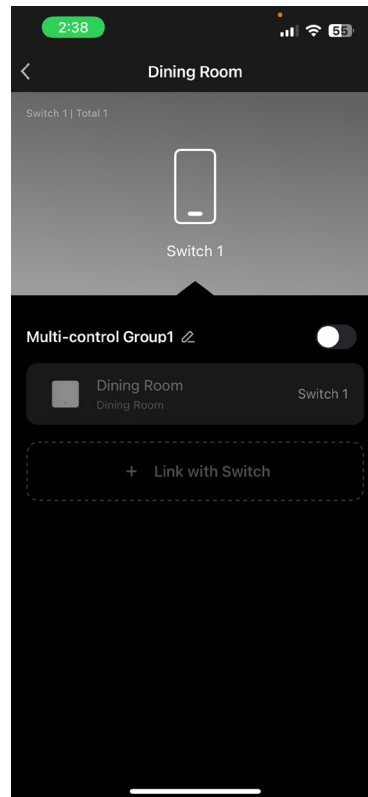 2:38
55
Dining Room
Switch 1 | Total 1
Switch 1
Multi-control Group1
Dining Room
Dining Room
Switch 1
+ Link with Switch